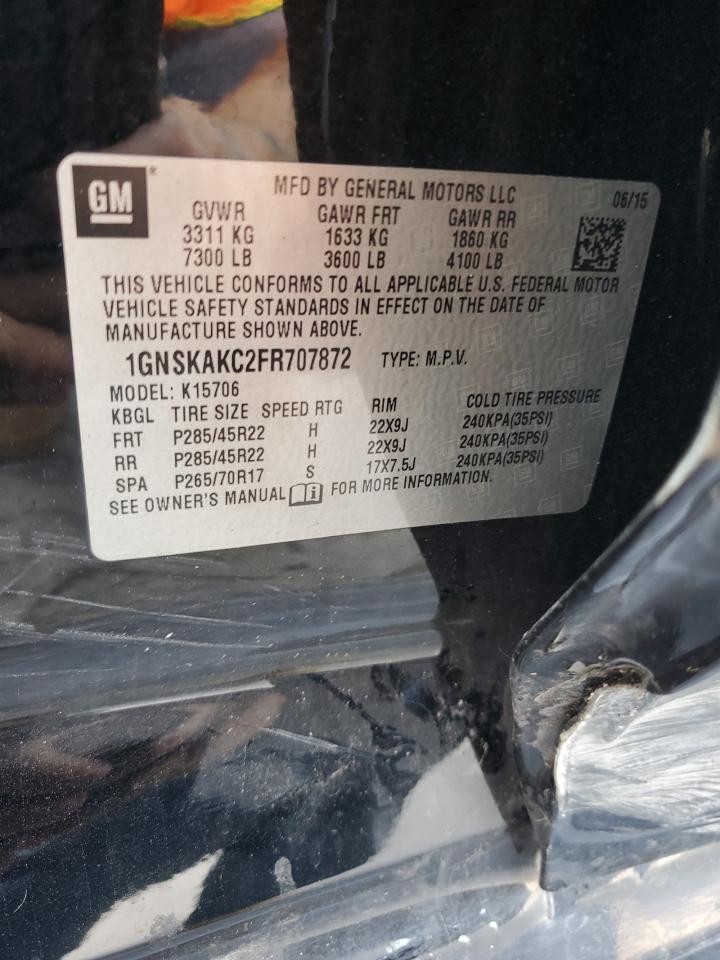 GM
MFD BY GENERAL MOTORS LLC 06/15
GVWR GAWR FRT GAWR RR
3311 KG 1633 KG 1860 KG
7300 LB 3600 LB 4100 LB
THIS VEHICLE CONFORMS TO ALL APPLICABLE U.S. FEDERAL MOTOR
VEHICLE SAFETY STANDARDS IN EFFECT ON THE DATE OF
MANUFACTURE SHOWN ABOVE.
1GNSKAKC2FR707872 TYPE: M.P.V.
MODEL: K15706
KBGL TIRE SIZE SPEED RTG RIM COLD TIRE PRESSURE
FRT P285/45R22 H 22X9J 240KPA(35PSI)
RR P285/45R22 H 22X9J 240KPA(35PSI)
SPA P265/70R17 S 17X7.5J 240KPA(35PSI)
SEE OWNER'S MANUAL FOR MORE INFORMATION.